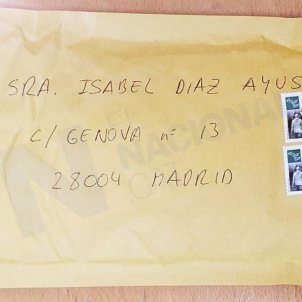 SRA. ISABEL DIAZ AYUS
C/ GENOVA nº 13
28004 MADRID